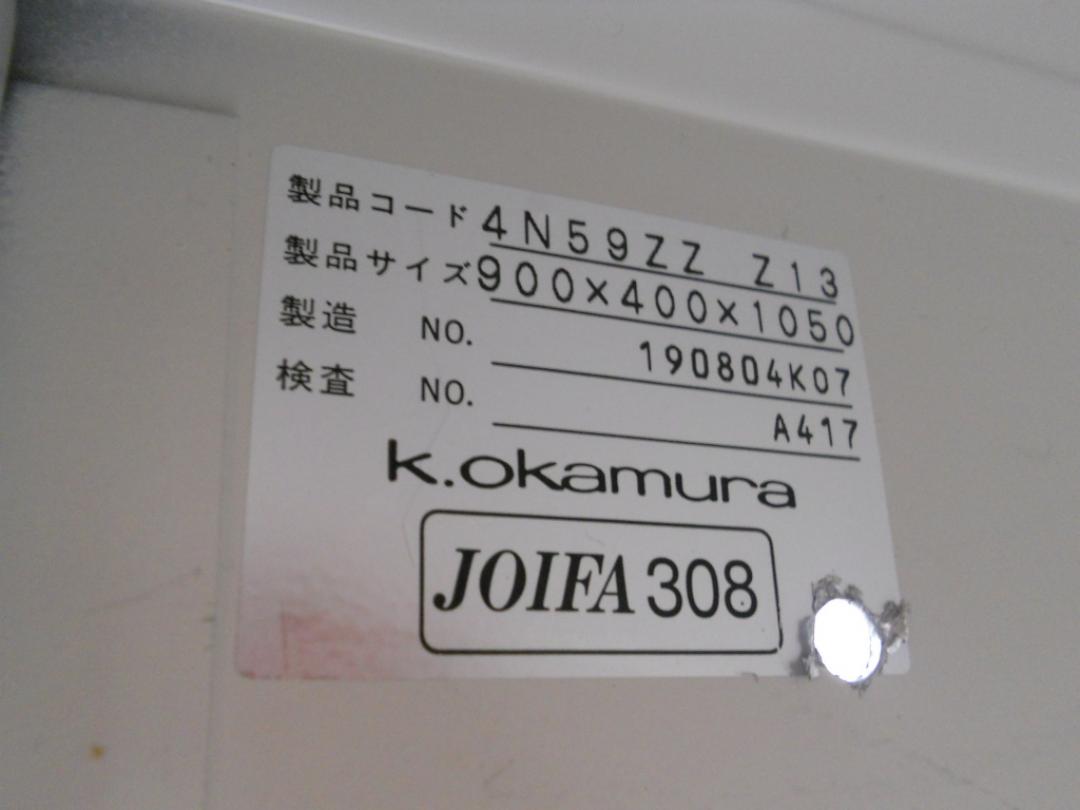 製品コード 4N59ZZ Z13
製品サイズ 900×400×1050
製造 NO. 190804K07
検査 NO. A417
k.okamura
JOIFA 308